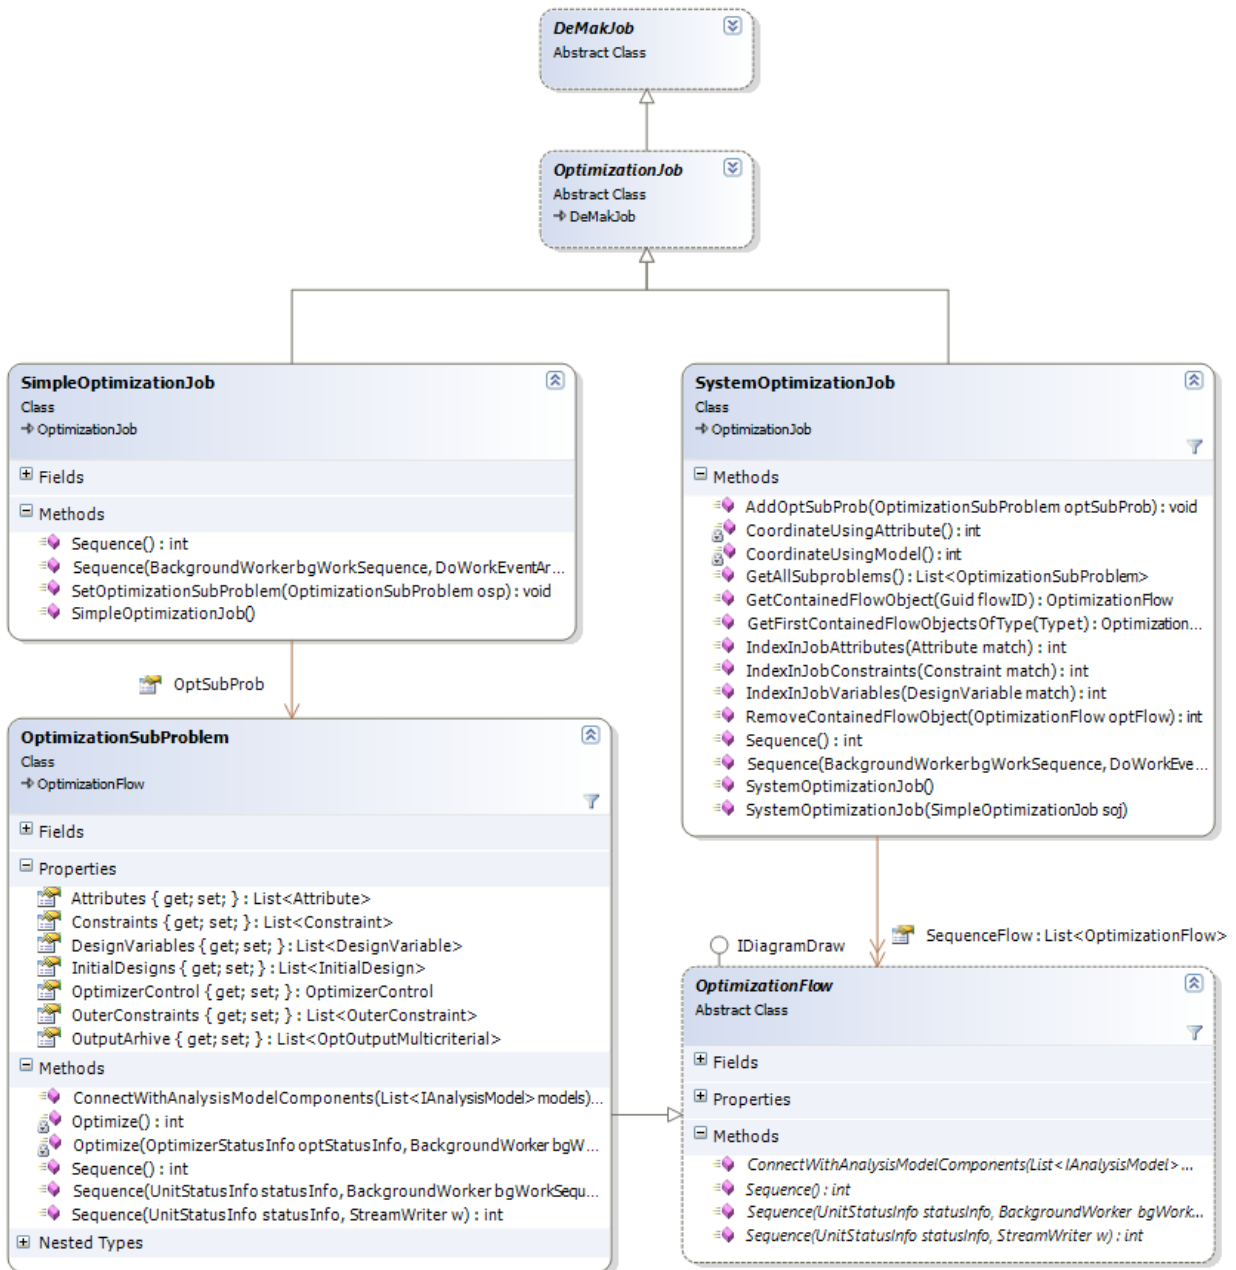 DeMakJob
Abstract Class
OptimizationJob
Abstract Class
DeMakJob
SimpleOptimizationJob
Class
OptimizationJob
Fields
Methods
Sequence() : int
Sequence(BackgroundWorker bgWorkSequence, DoWorkEventAr...
SetOptimizationSubProblem(OptimizationSubProblem osp) : void
SimpleOptimizationJob()
SystemOptimizationJob
Class
OptimizationJob
Methods
AddOptSubProb(OptimizationSubProblem optSubProb) : void
CoordinateUsingAttribute() : int
CoordinateUsingModel() : int
GetAllSubproblems() : List<OptimizationSubProblem>
GetContainedFlowObject(Guid flowID) : OptimizationFlow
GetFirstContainedFlowObjectsOfType(Type t) : Optimization...
IndexInJobAttributes(Attribute match) : int
IndexInJobConstraints(Constraint match) : int
IndexInJobVariables(DesignVariable match) : int
RemoveContainedFlowObject(OptimizationFlow optFlow) : int
Sequence() : int
Sequence(BackgroundWorker bgWorkSequence, DoWorkEve...
SystemOptimizationJob()
SystemOptimizationJob(SimpleOptimizationJob soj)
OptSubProb
OptimizationSubProblem
Class
OptimizationFlow
Fields
Properties
Attributes { get; set; } : List<Attribute>
Constraints { get; set; } : List<Constraint>
DesignVariables { get; set; } : List<DesignVariable>
InitialDesigns { get; set; } : List<InitialDesign>
OptimizerControl { get; set; } : OptimizerControl
OuterConstraints { get; set; } : List<OuterConstraint>
OutputArhive { get; set; } : List<OptOutputMulticriterial>
Methods
ConnectWithAnalysisModelComponents(List<IAnalysisModel> models)...
Optimize() : int
Optimize(OptimizerStatusInfo optStatusInfo, BackgroundWorker bgW...
Sequence() : int
Sequence(UnitStatusInfo statusInfo, BackgroundWorker bgWorkSequ...
Sequence(UnitStatusInfo statusInfo, StreamWriter w) : int
Nested Types
SequenceFlow : List<OptimizationFlow>
IDiagramDraw
OptimizationFlow
Abstract Class
Fields
Properties
Methods
ConnectWithAnalysisModelComponents(List<IAnalysisModel> ...
Sequence() : int
Sequence(UnitStatusInfo statusInfo, BackgroundWorker bgWork...
Sequence(UnitStatusInfo statusInfo, StreamWriter w) : int